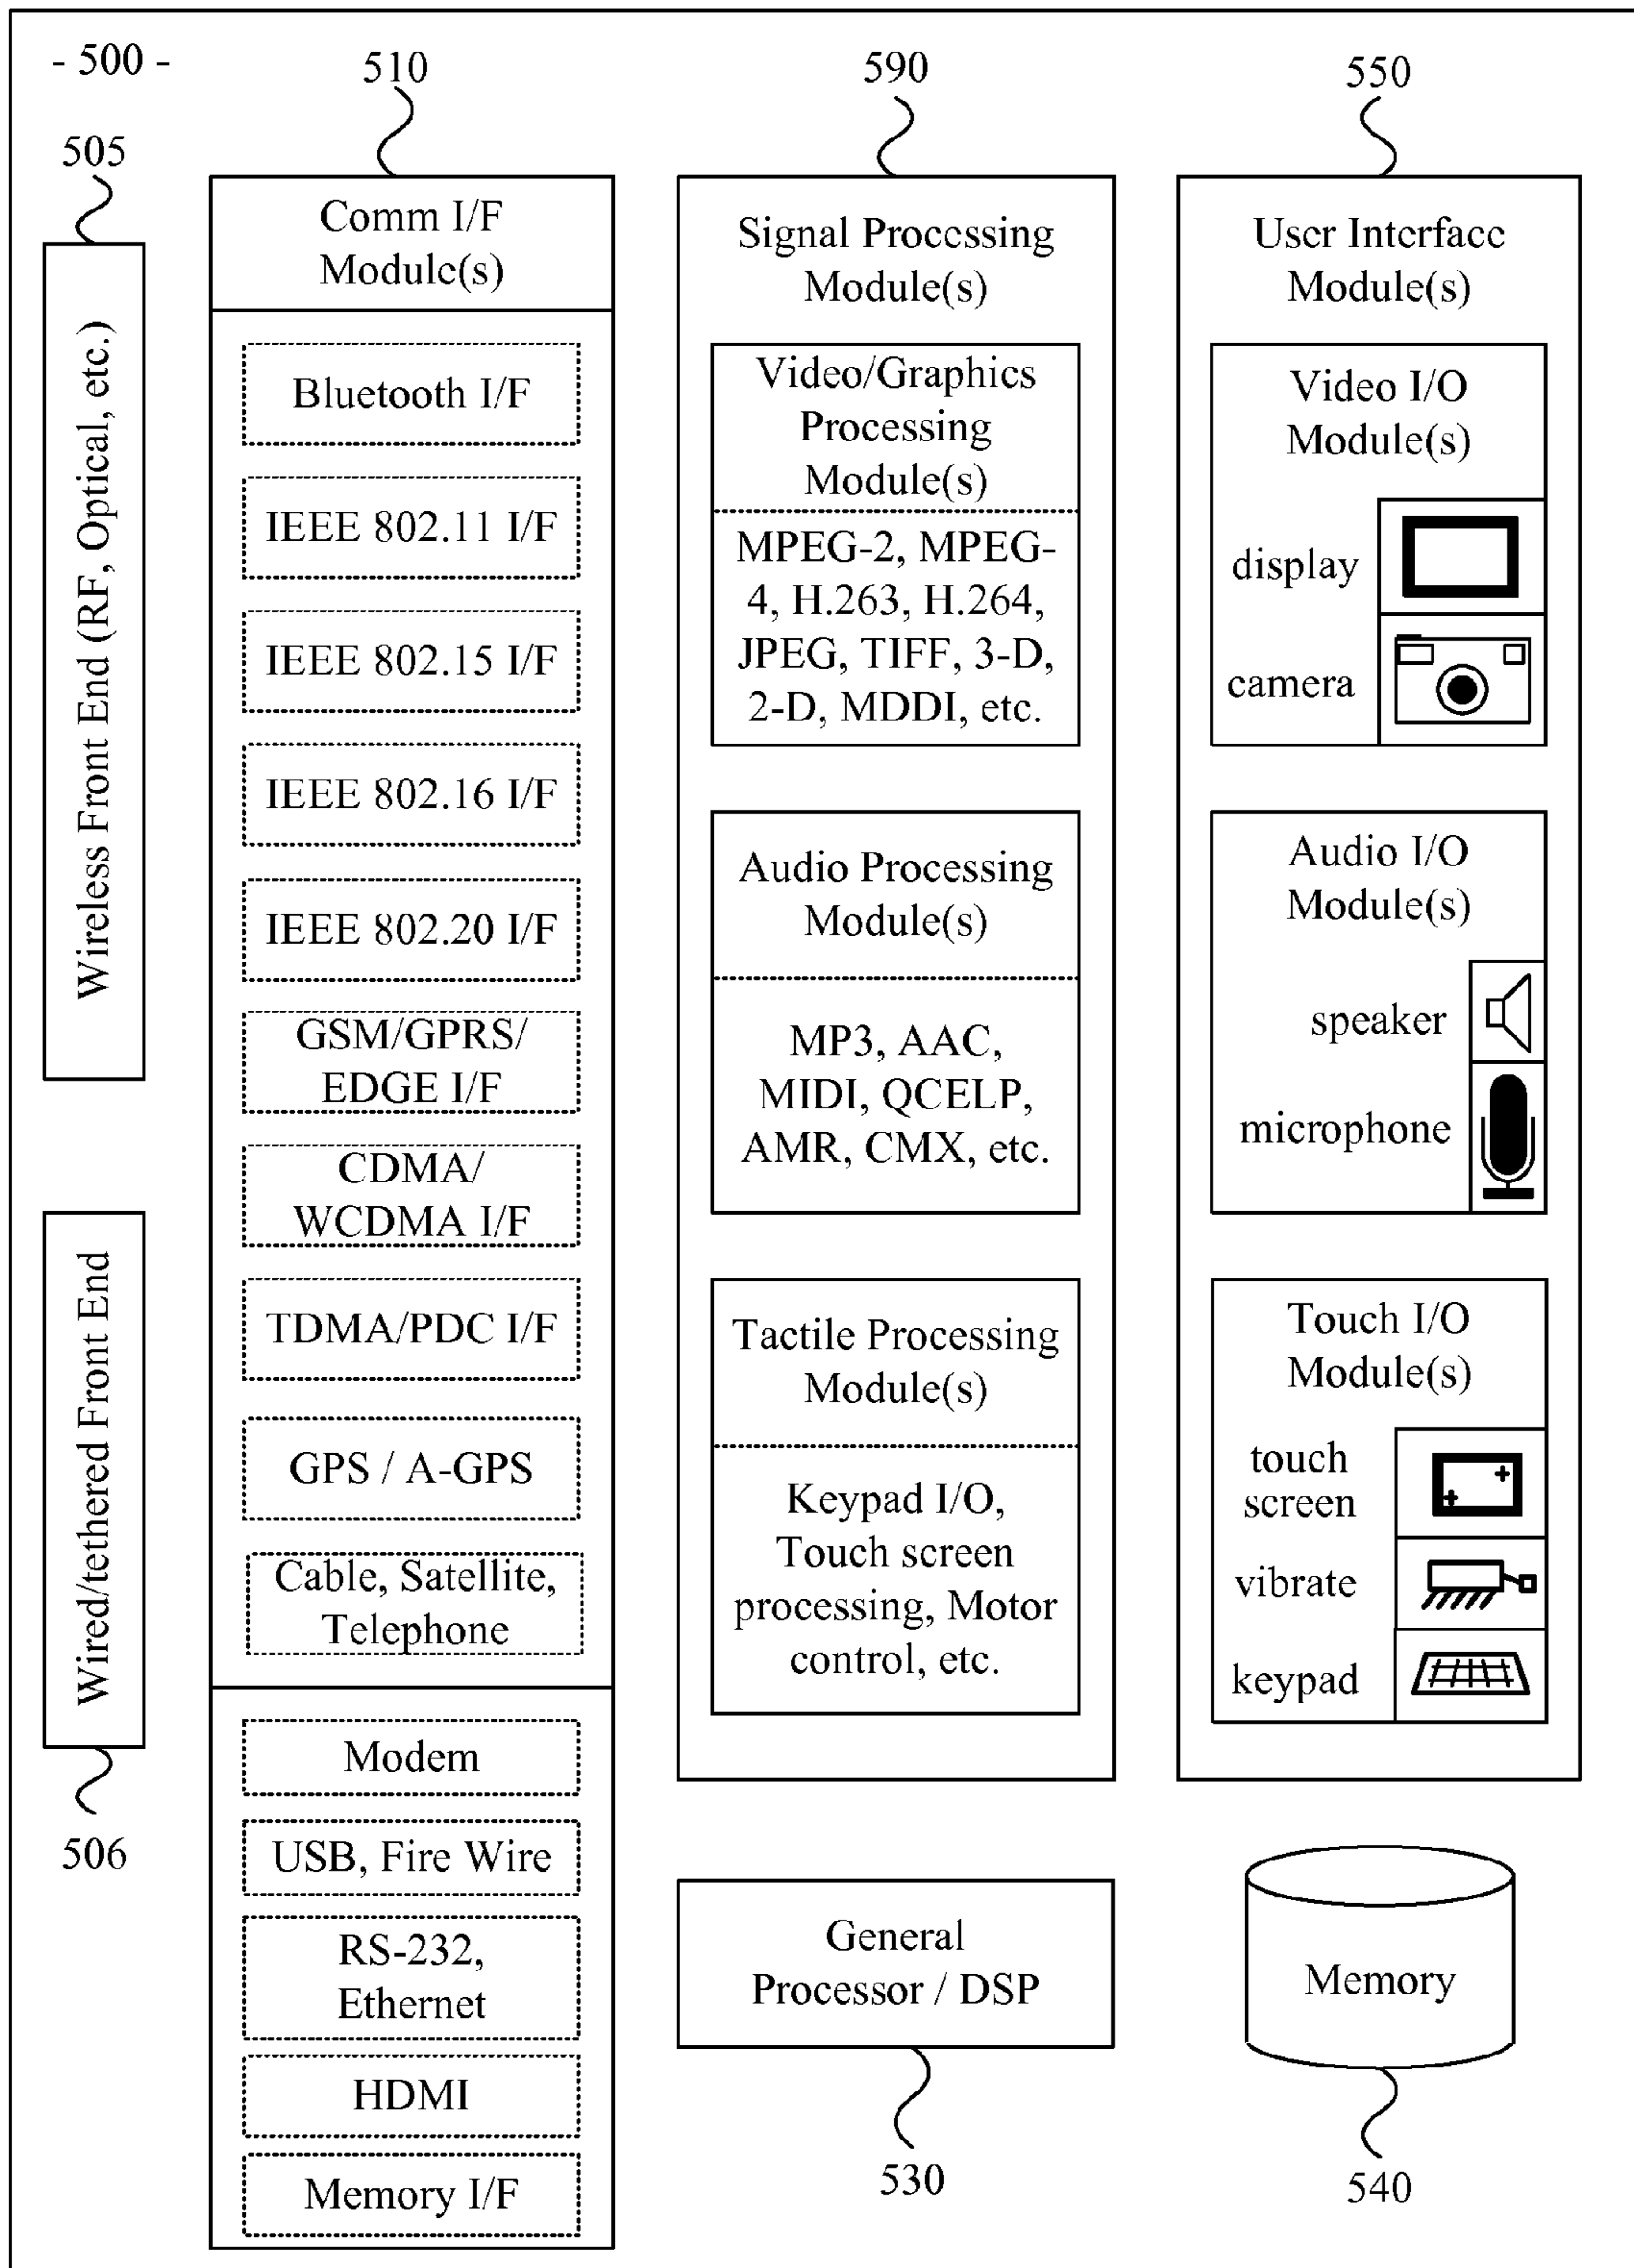 - 500 -
505
Wireless Front End (RF, Optical, etc.)
Wired/tethered Front End
506
510
Comm I/F
Module(s)
Bluetooth I/F
IEEE 802.11 I/F
IEEE 802.15 I/F
IEEE 802.16 I/F
IEEE 802.20 I/F
GSM/GPRS/
EDGE I/F
CDMA/
WCDMA I/F
TDMA/PDC I/F
GPS / A-GPS
Cable, Satellite,
Telephone
Modem
USB, Fire Wire
RS-232,
Ethernet
HDMI
Memory I/F
590
Signal Processing
Module(s)
Video/Graphics
Processing
Module(s)
MPEG-2, MPEG-
4, H.263, H.264,
JPEG, TIFF, 3-D,
2-D, MDDI, etc.
Audio Processing
Module(s)
MP3, AAC,
MIDI, QCELP,
AMR, CMX, etc.
Tactile Processing
Module(s)
Keypad I/O,
Touch screen
processing, Motor
control, etc.
General
Processor / DSP
530
550
User Interface
Module(s)
Video I/O
Module(s)
display
camera
Audio I/O
Module(s)
speaker
microphone
Touch I/O
Module(s)
touch
screen
vibrate
keypad
Memory
540